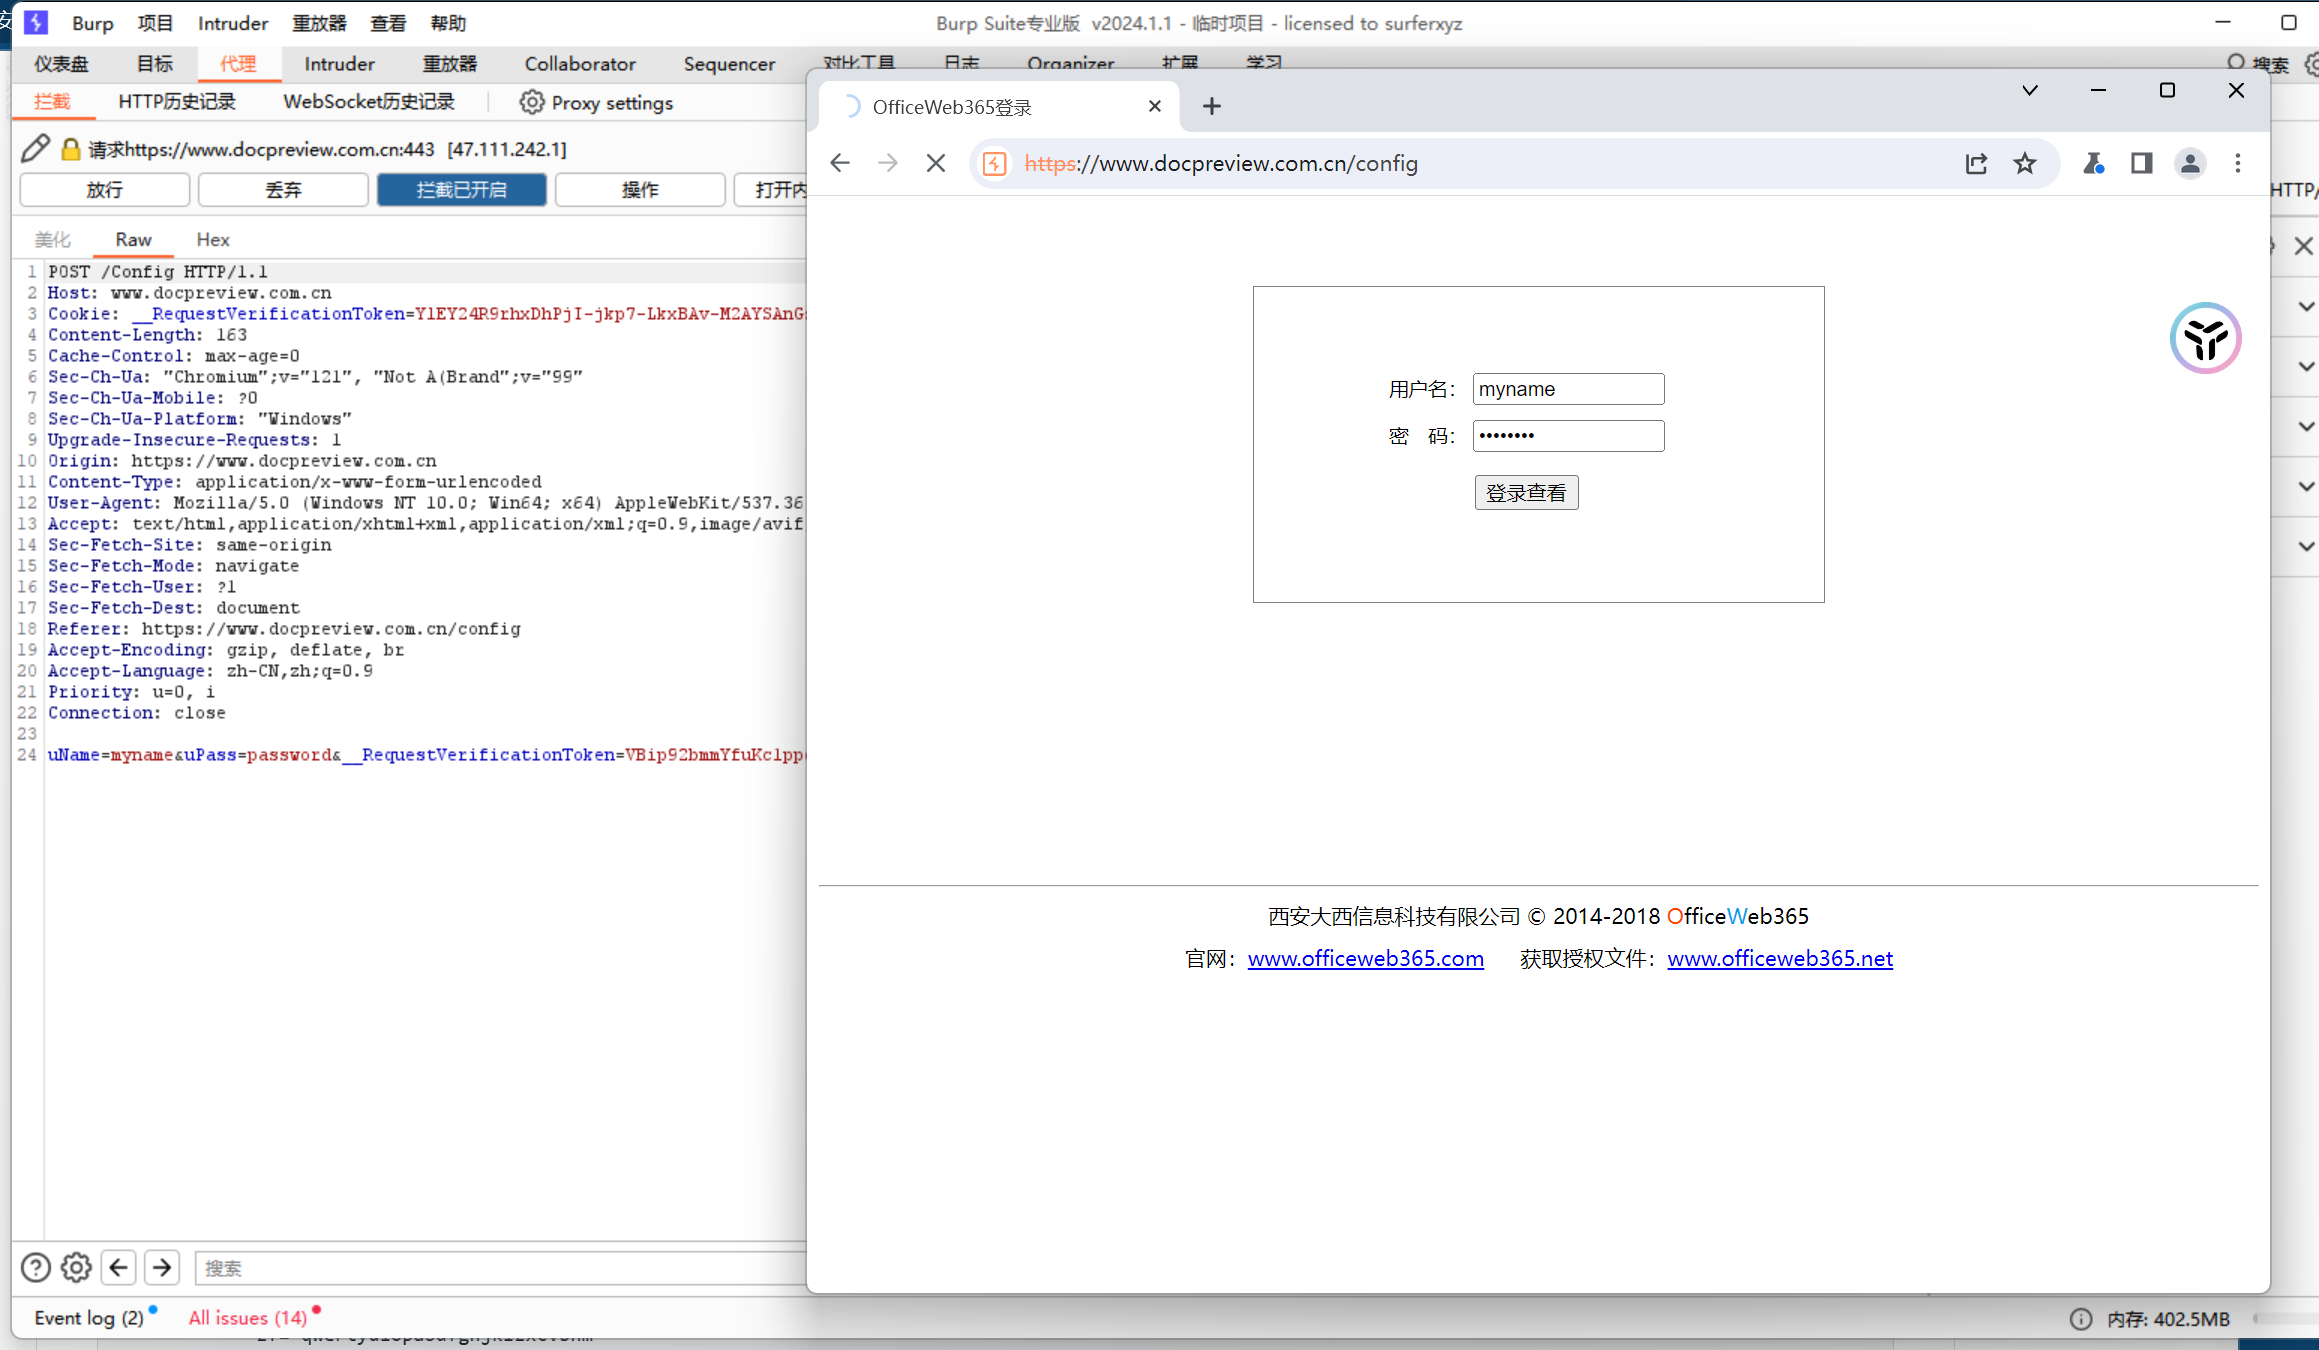 Burp 项目 Intruder 重放器 查看 帮助 Burp Suite专业版 v2024.1.1 - 临时项目 - licensed to surferxyz
仪表盘 目标 代理 Intruder 重放器 Collaborator Sequencer 对比工具 日志 Organizer 扩展 学习 搜索
拦截 HTTP历史记录 WebSocket历史记录 Proxy settings
请求https://www.docpreview.com.cn:443 [47.111.242.1]
放行 丢弃 拦截已开启 操作 打开内
HTTP/
美化 Raw Hex
1 POST /Config HTTP/1.1
2 Host: www.docpreview.com.cn
3 Cookie: __RequestVerificationToken=YlEY24R9rhxDhPjI-jkp7-LkxBAv-M2AYSAnG
4 Content-Length: 163
5 Cache-Control: max-age=0
6 Sec-Ch-Ua: "Chromium";v="121", "Not A(Brand";v="99"
7 Sec-Ch-Ua-Mobile: ?0
8 Sec-Ch-Ua-Platform: "Windows"
9 Upgrade-Insecure-Requests: 1
10 Origin: https://www.docpreview.com.cn
11 Content-Type: application/x-www-form-urlencoded
12 User-Agent: Mozilla/5.0 (Windows NT 10.0; Win64; x64) AppleWebKit/537.36
13 Accept: text/html,application/xhtml+xml,application/xml;q=0.9,image/avif
14 Sec-Fetch-Site: same-origin
15 Sec-Fetch-Mode: navigate
16 Sec-Fetch-User: ?1
17 Sec-Fetch-Dest: document
18 Referer: https://www.docpreview.com.cn/config
19 Accept-Encoding: gzip, deflate, br
20 Accept-Language: zh-CN,zh;q=0.9
21 Priority: u=0, i
22 Connection: close
23
24 uName=myname&uPass=password&__RequestVerificationToken=VBip92bmmYfuKclpp
搜索
Event log (2) All issues (14) 内存: 402.5MB
OfficeWeb365登录
https://www.docpreview.com.cn/config
用户名： myname
密 码： ••••••••
登录查看
西安大西信息科技有限公司 © 2014-2018 OfficeWeb365
官网：www.officeweb365.com 获取授权文件：www.officeweb365.net